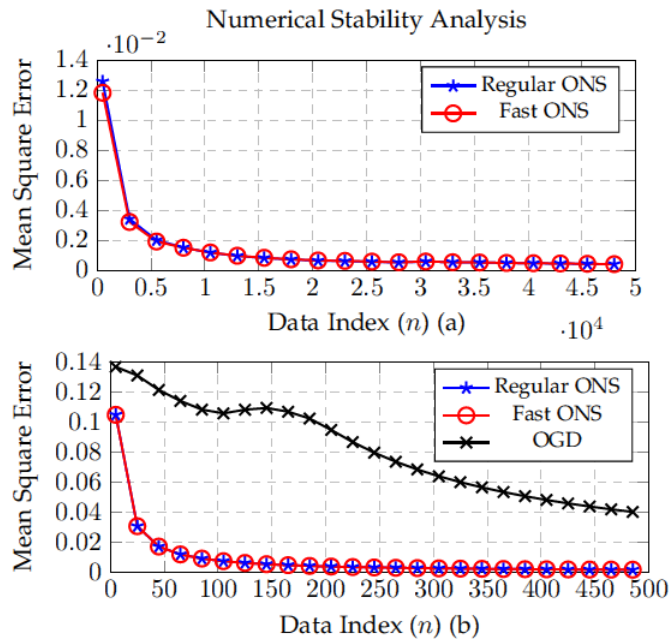 Numerical Stability Analysis
·10⁻²
Mean Square Error
1.4
1.2
1
0.8
0.6
0.4
0.2
0
Regular ONS
Fast ONS
0 0.5 1 1.5 2 2.5 3 3.5 4 4.5 5
Data Index (n) (a)
·10⁴
Mean Square Error
0.14
0.12
0.1
0.08
0.06
0.04
0.02
0
Regular ONS
Fast ONS
OGD
0 50 100 150 200 250 300 350 400 450 500
Data Index (n) (b)